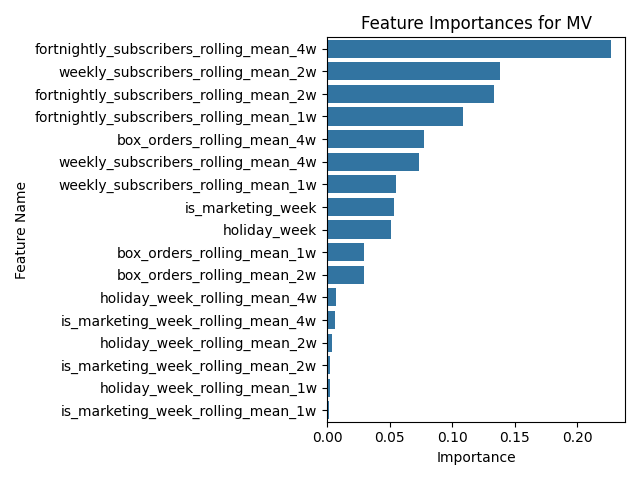 Feature Importances for MV
fortnightly_subscribers_rolling_mean_4w
weekly_subscribers_rolling_mean_2w
fortnightly_subscribers_rolling_mean_2w
fortnightly_subscribers_rolling_mean_1w
box_orders_rolling_mean_4w
weekly_subscribers_rolling_mean_4w
weekly_subscribers_rolling_mean_1w
is_marketing_week
holiday_week
box_orders_rolling_mean_1w
box_orders_rolling_mean_2w
holiday_week_rolling_mean_4w
is_marketing_week_rolling_mean_4w
holiday_week_rolling_mean_2w
is_marketing_week_rolling_mean_2w
holiday_week_rolling_mean_1w
is_marketing_week_rolling_mean_1w
Feature Name
0.00 0.05 0.10 0.15 0.20
Importance